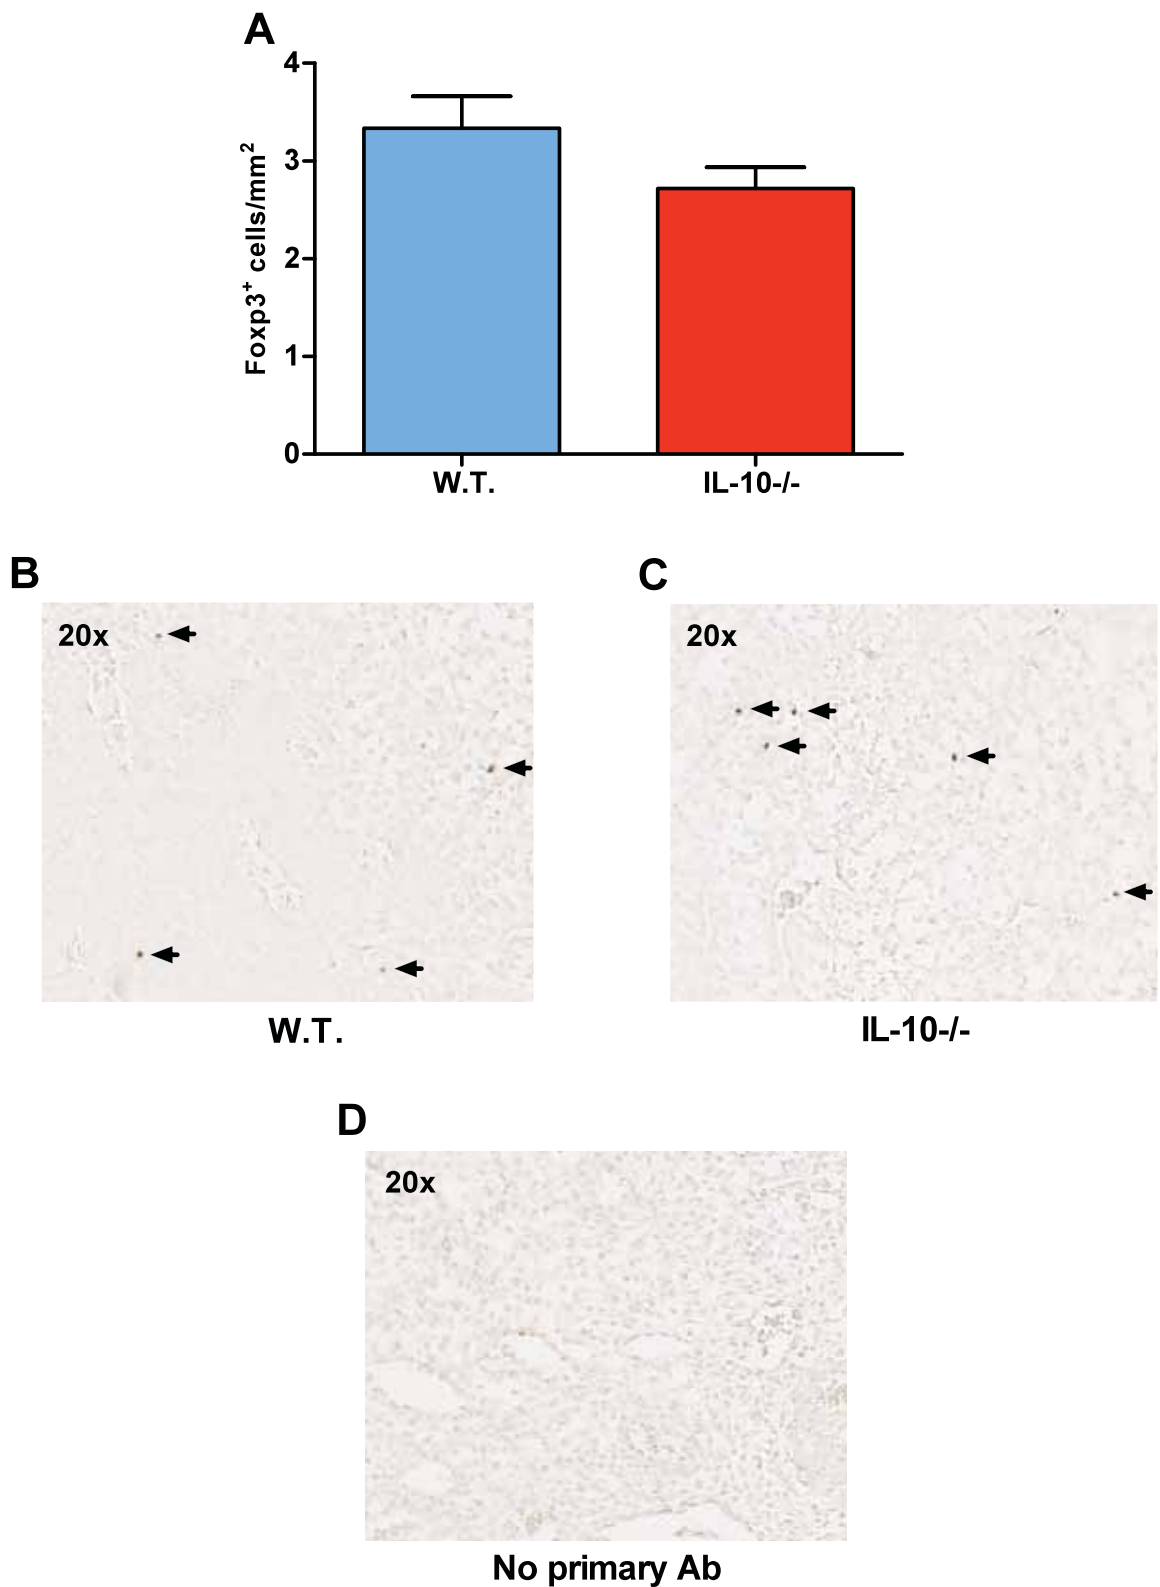 A
4
3
2
1
0
Foxp3+ cells/mm2
W.T.
IL-10-/-
B
20x
W.T.
C
20x
IL-10-/-
D
20x
No primary Ab